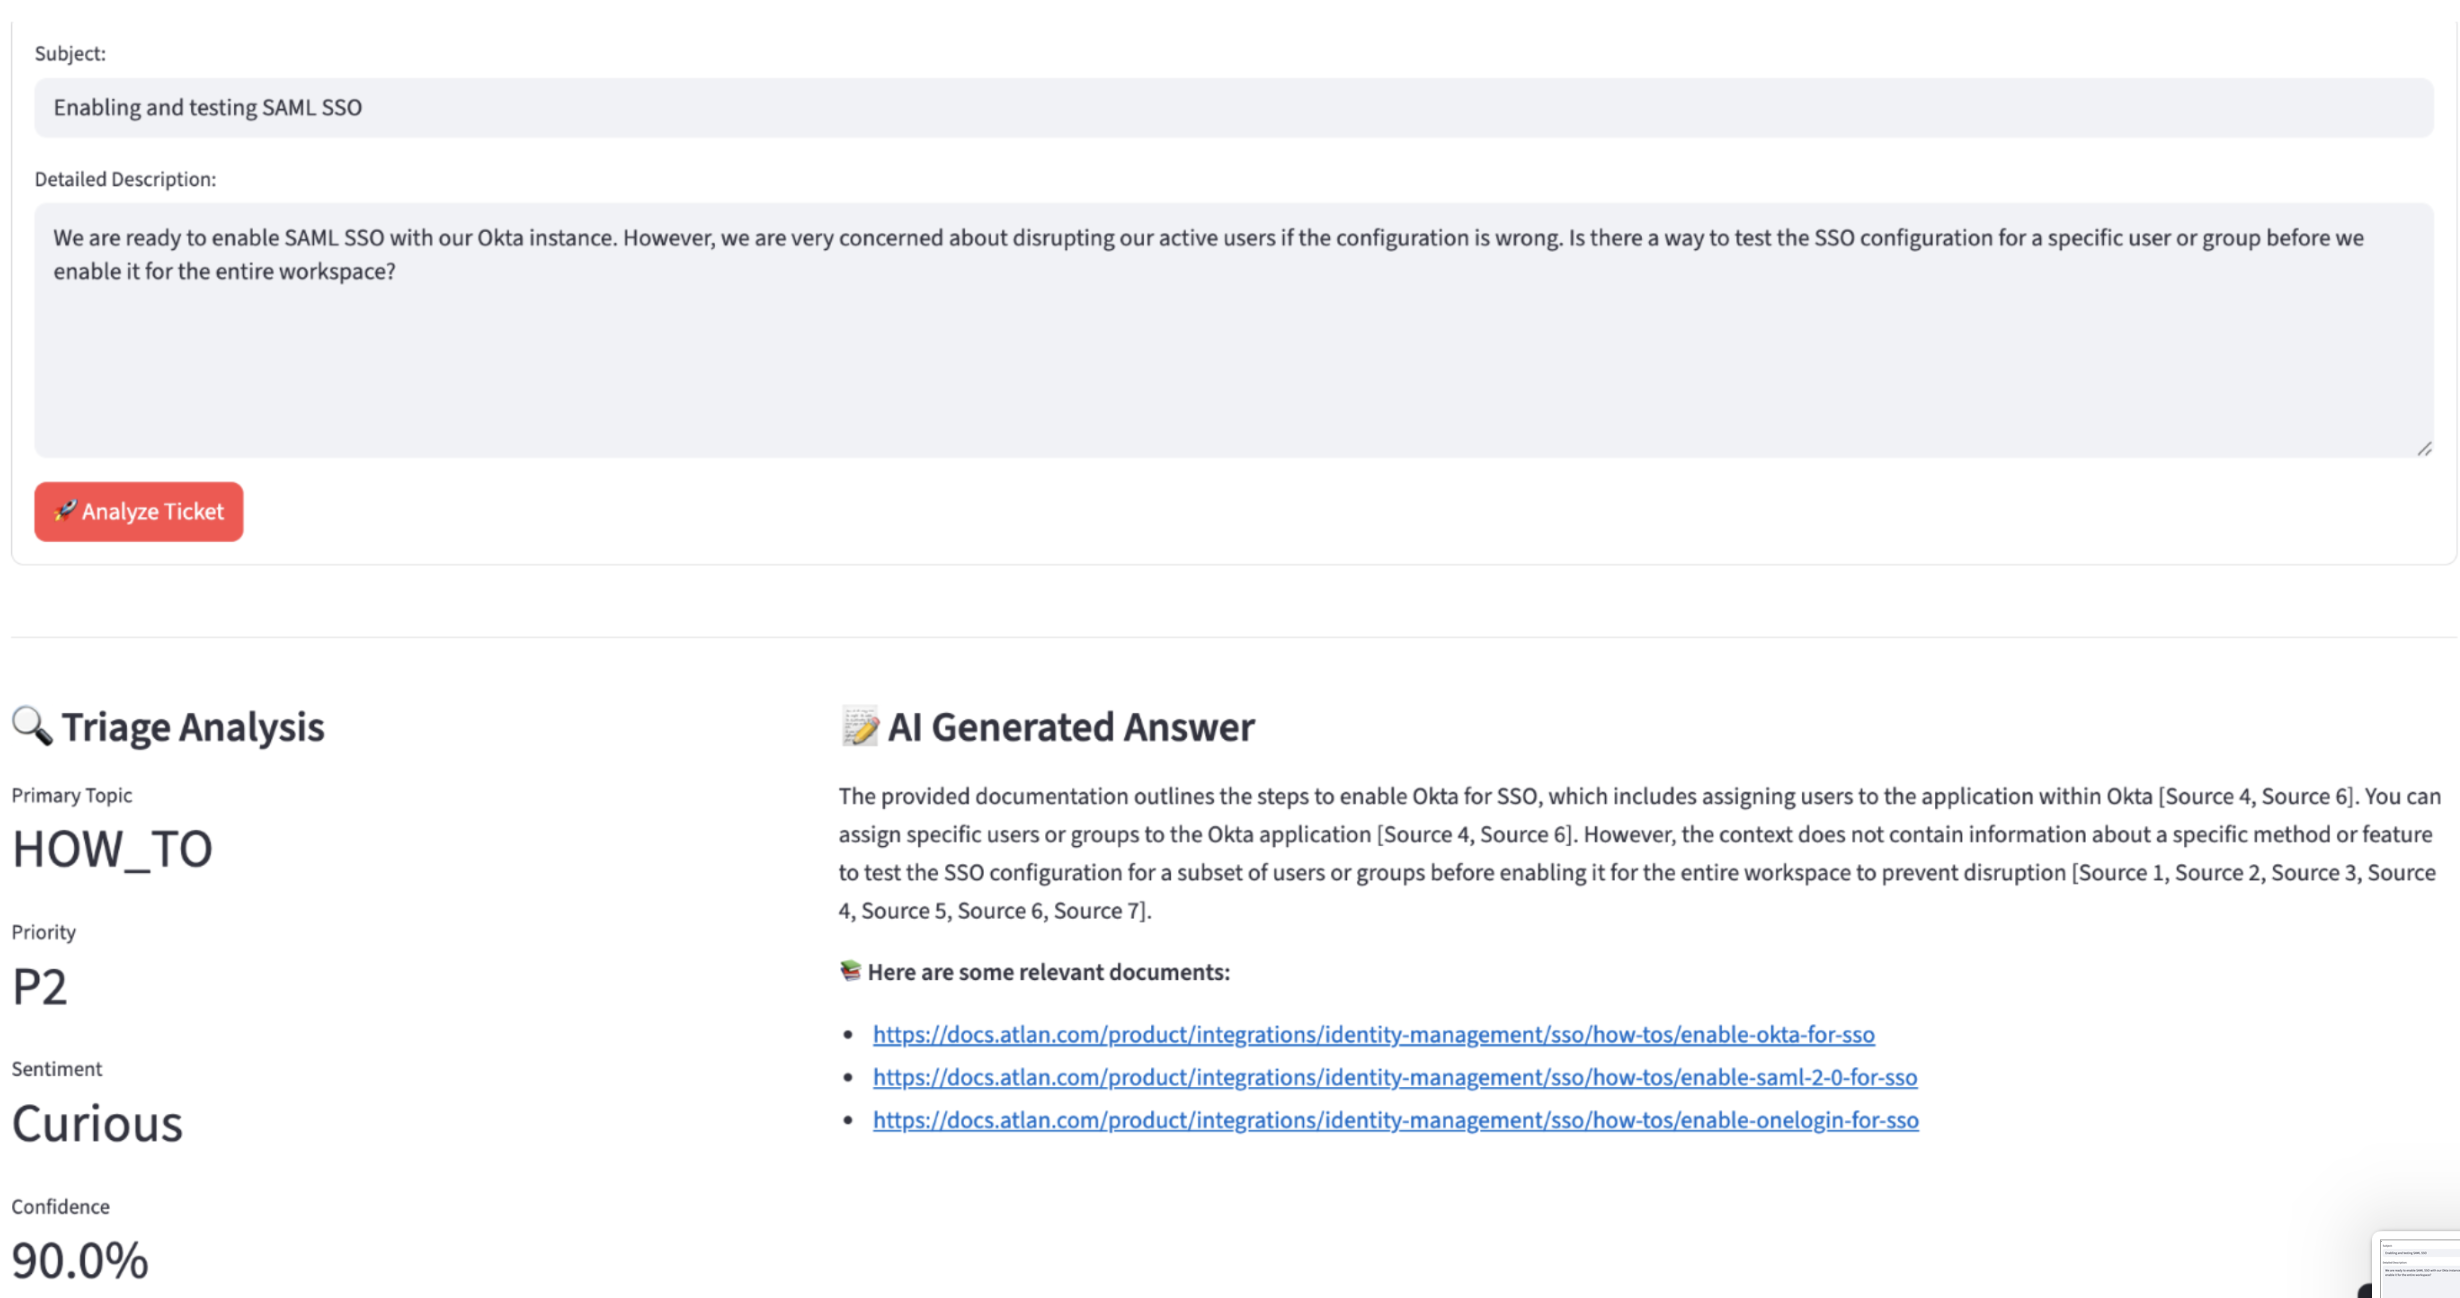 Subject:
Enabling and testing SAML SSO
Detailed Description:
We are ready to enable SAML SSO with our Okta instance. However, we are very concerned about disrupting our active users if the configuration is wrong. Is there a way to test the SSO configuration for a specific user or group before we
enable it for the entire workspace?
🚀 Analyze Ticket
🔍 Triage Analysis
Primary Topic
HOW_TO
Priority
P2
Sentiment
Curious
Confidence
90.0%
📝 AI Generated Answer
The provided documentation outlines the steps to enable Okta for SSO, which includes assigning users to the application within Okta [Source 4, Source 6]. You can
assign specific users or groups to the Okta application [Source 4, Source 6]. However, the context does not contain information about a specific method or feature
to test the SSO configuration for a subset of users or groups before enabling it for the entire workspace to prevent disruption [Source 1, Source 2, Source 3, Source
4, Source 5, Source 6, Source 7].
📚 Here are some relevant documents:
• https://docs.atlan.com/product/integrations/identity-management/sso/how-tos/enable-okta-for-sso
• https://docs.atlan.com/product/integrations/identity-management/sso/how-tos/enable-saml-2-0-for-sso
• https://docs.atlan.com/product/integrations/identity-management/sso/how-tos/enable-onelogin-for-sso